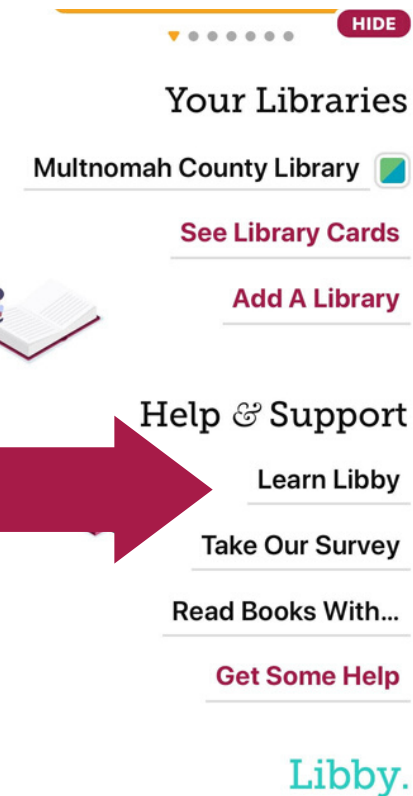 HIDE
Your Libraries
Multnomah County Library
See Library Cards
Add A Library
Help & Support
Learn Libby
Take Our Survey
Read Books With...
Get Some Help
Libby.